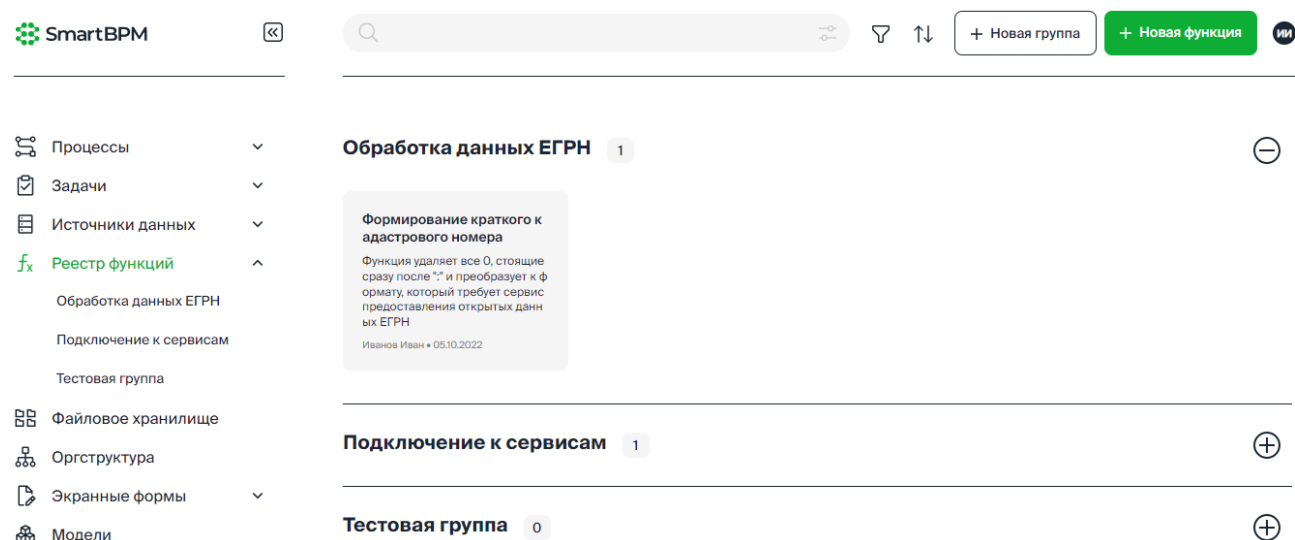 SmartBPM
+ Новая группа
+ Новая функция
ИИ
Процессы
Задачи
Источники данных
Реестр функций
Обработка данных ЕГРН
Подключение к сервисам
Тестовая группа
Файловое хранилище
Оргструктура
Экранные формы
Модели
Обработка данных ЕГРН 1
Формирование краткого к
адастрового номера
Функция удаляет все 0, стоящие
сразу после ":" и преобразует к ф
ормату, который требует сервис
предоставления открытых данн
ых ЕГРН
Иванов Иван • 05.10.2022
Подключение к сервисам 1
Тестовая группа 0